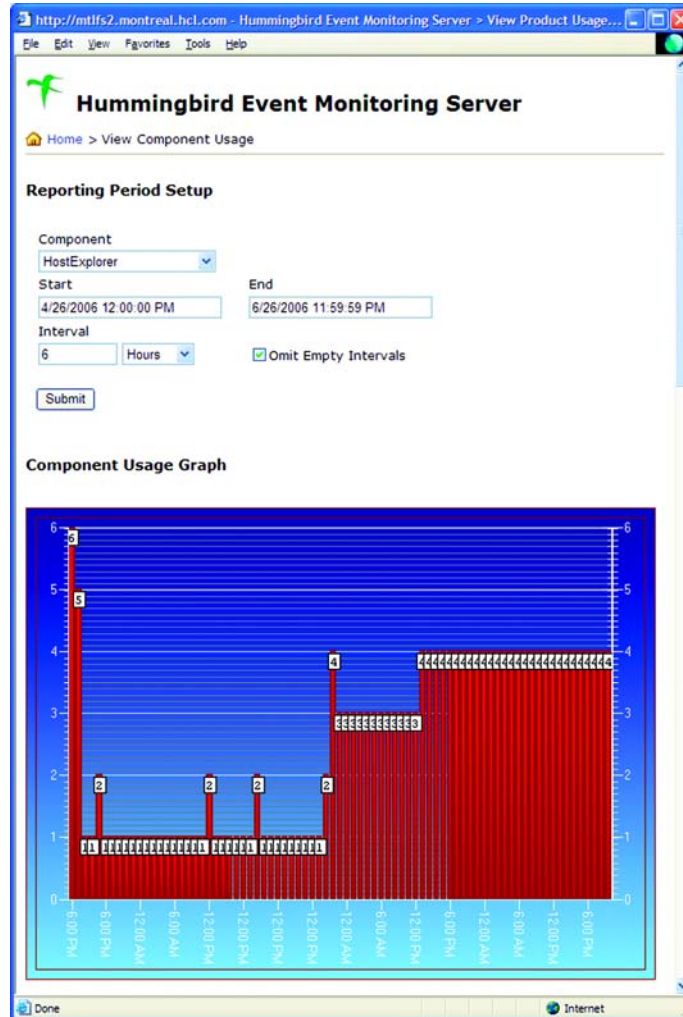 http://mtlfs2.montreal.hcl.com - Hummingbird Event Monitoring Server > View Product Usage...
File Edit View Favorites Tools Help
Hummingbird Event Monitoring Server
Home > View Component Usage
Reporting Period Setup
Component
HostExplorer
Start End
4/26/2006 12:00:00 PM 6/26/2006 11:59:59 PM
Interval
6 Hours Omit Empty Intervals
Submit
Component Usage Graph
6 6
6
5 5
5
4 4
4
3 3
3
2 2
2 2 2 2
1 1
0 0
6:00 PM 6:00 PM 12:00 AM 6:00 AM 12:00 PM 12:00 PM 12:00 PM 12:00 AM 12:00 AM 6:00 AM 12:00 PM 6:00 PM 12:00 AM 12:00 PM 12:00 PM 6:00 PM
Done Internet